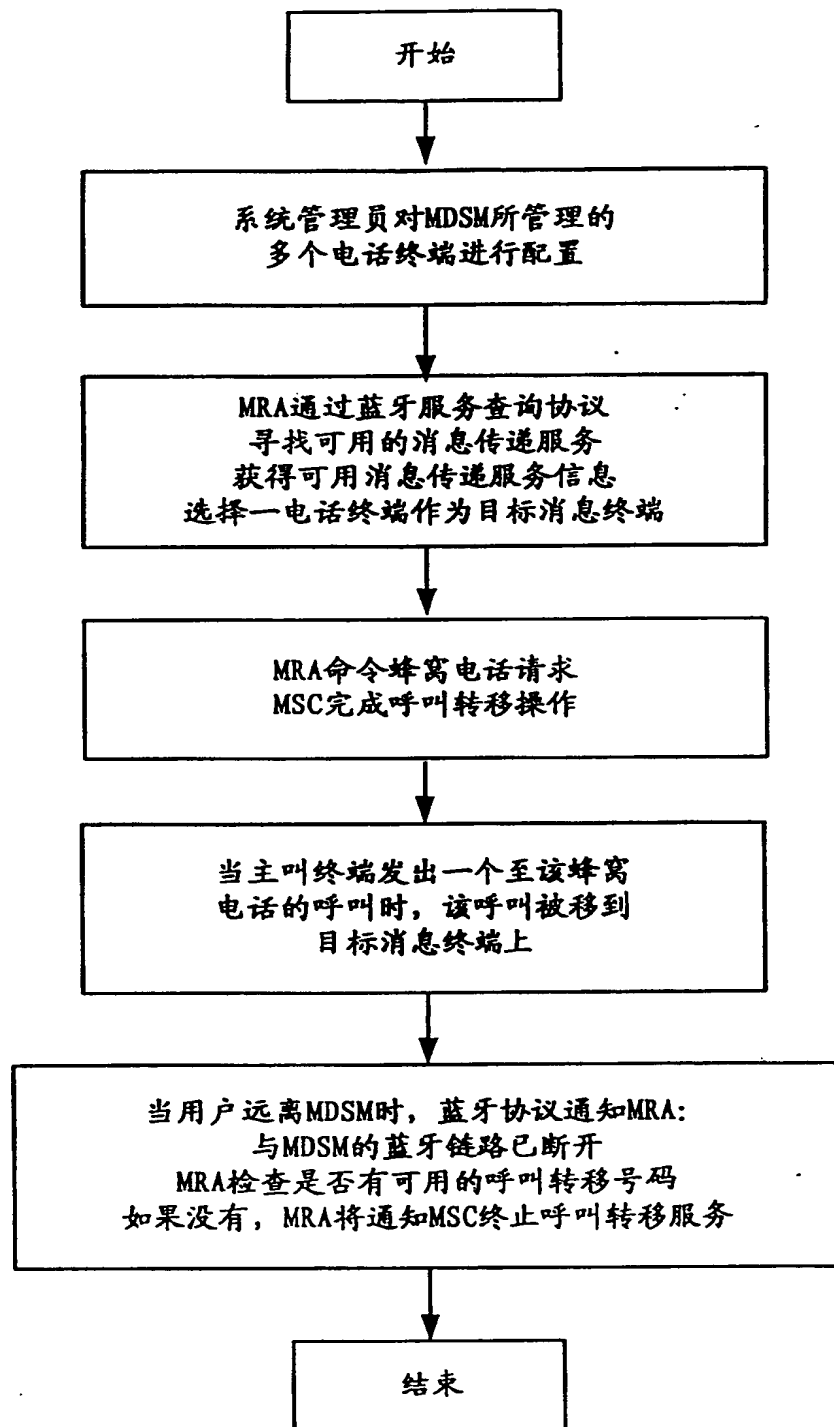 开始
系统管理员对MDSM所管理的
多个电话终端进行配置
MRA通过蓝牙服务查询协议
寻找可用的消息传递服务
获得可用消息传递服务信息
选择一电话终端作为目标消息终端
MRA命令蜂窝电话请求
MSC完成呼叫转移操作
当主叫终端发出一个至该蜂窝
电话的呼叫时，该呼叫被移到
目标消息终端上
当用户远离MDSM时，蓝牙协议通知MRA：
与MDSM的蓝牙链路已断开
MRA检查是否有可用的呼叫转移号码
如果没有，MRA将通知MSC终止呼叫转移服务
结束